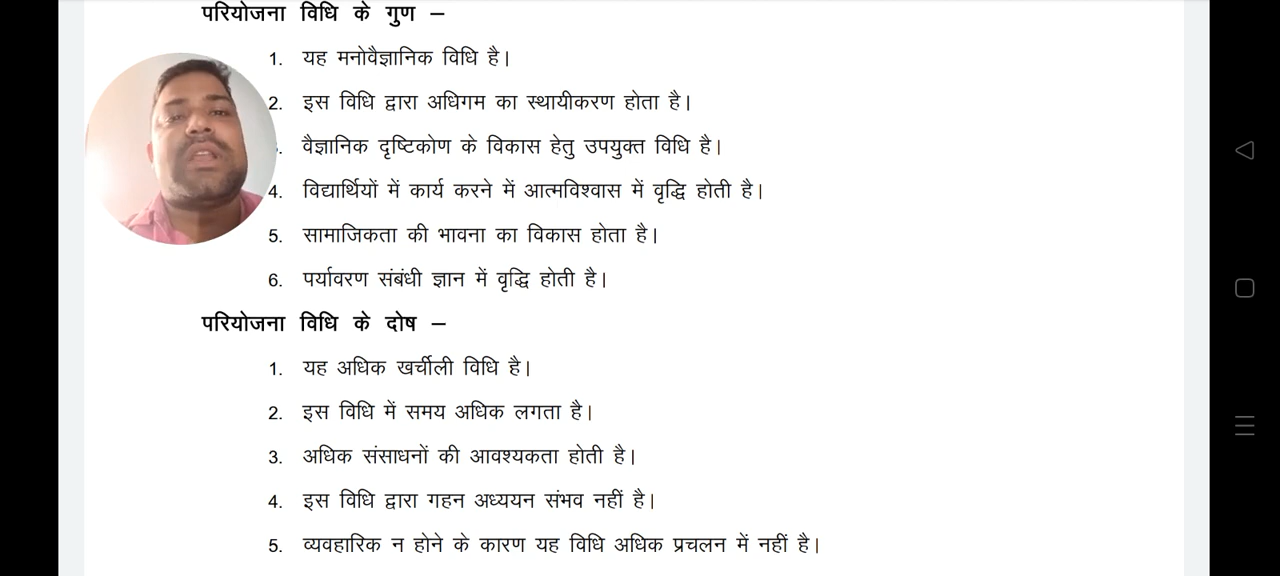 परियोजना विधि के गुण –
1. यह मनोवैज्ञानिक विधि है।
2. इस विधि द्वारा अधिगम का स्थायीकरण होता है।
वैज्ञानिक दृष्टिकोण के विकास हेतु उपयुक्त विधि है।
4. विद्यार्थियों में कार्य करने में आत्मविश्वास में वृद्धि होती है।
5. सामाजिकता की भावना का विकास होता है।
6. पर्यावरण संबंधी ज्ञान में वृद्धि होती है।
परियोजना विधि के दोष –
1. यह अधिक खर्चीली विधि है।
2. इस विधि में समय अधिक लगता है।
3. अधिक संसाधनों की आवश्यकता होती है।
4. इस विधि द्वारा गहन अध्ययन संभव नहीं है।
5. व्यवहारिक न होने के कारण यह विधि अधिक प्रचलन में नहीं है।